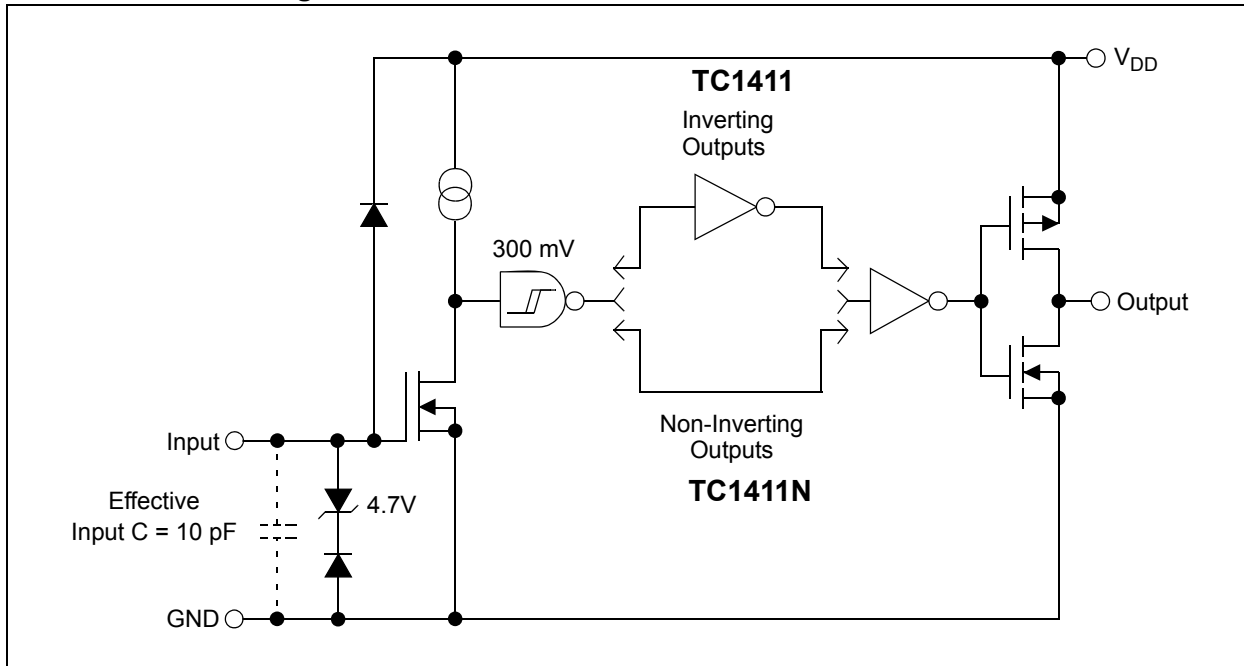 V_DD
TC1411
Inverting
Outputs
300 mV
Output
Input
Non-Inverting
Outputs
TC1411N
Effective
Input C = 10 pF
4.7V
GND